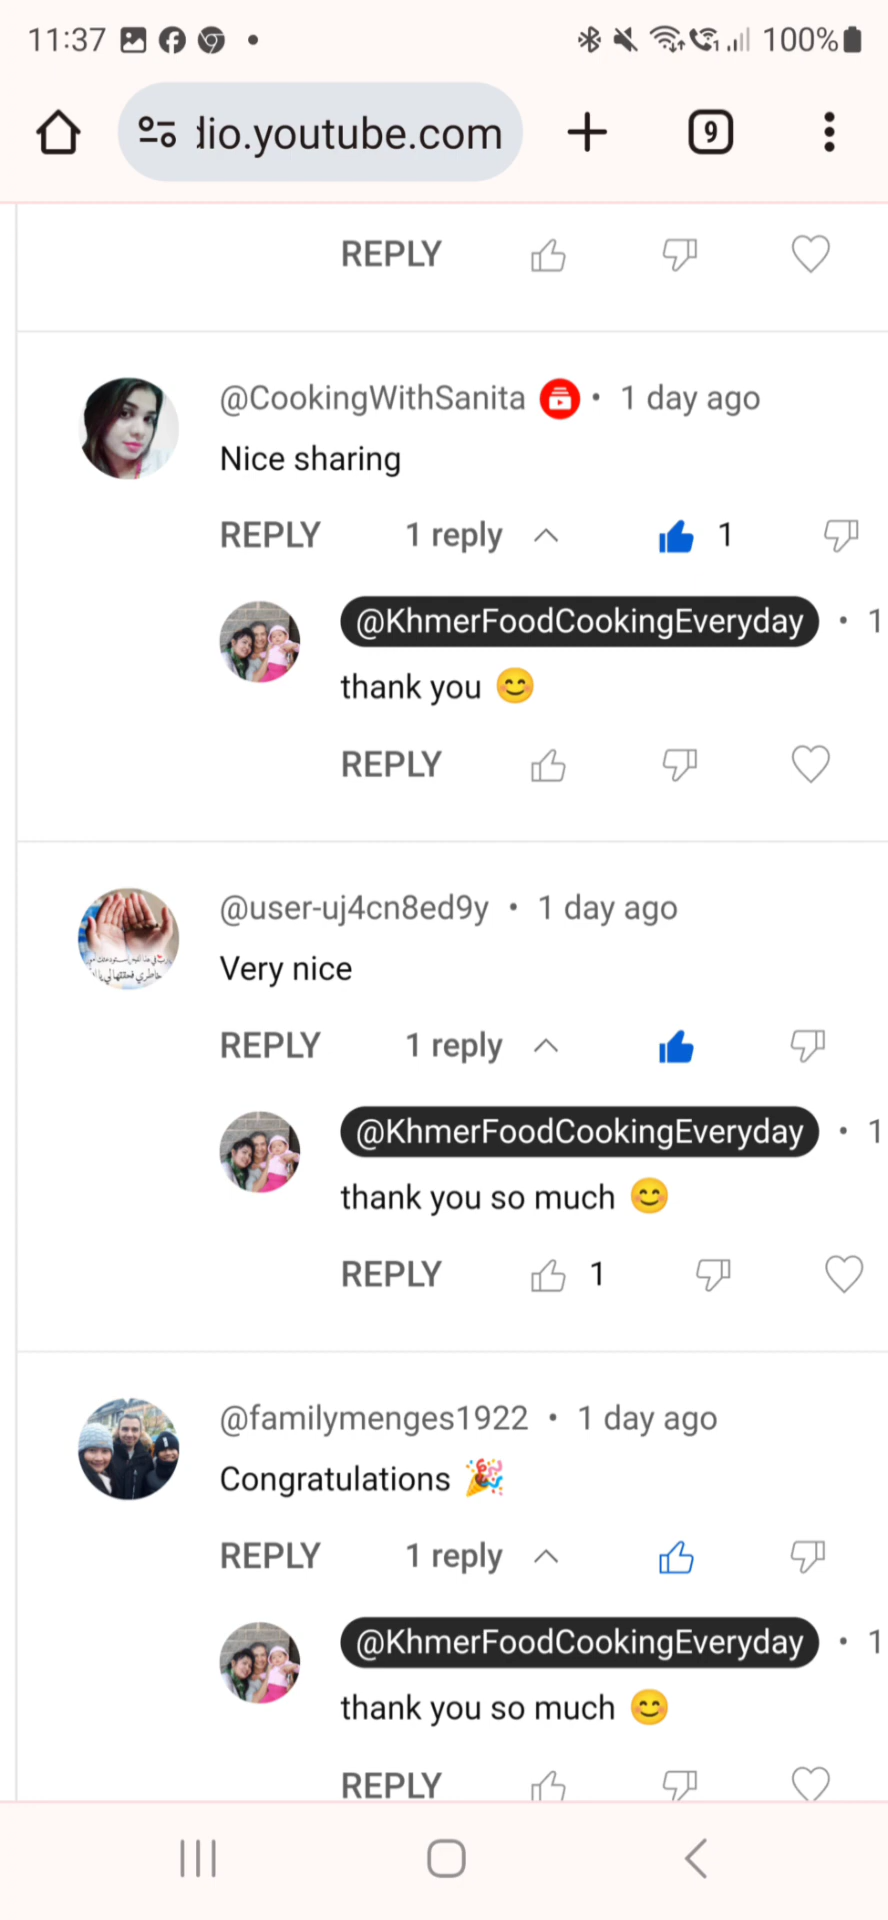 11:37
100%
dio.youtube.com
9
REPLY
@CookingWithSanita • 1 day ago
Nice sharing
REPLY 1 reply 1
@KhmerFoodCookingEveryday • 1
thank you 😊
REPLY
@user-uj4cn8ed9y • 1 day ago
Very nice
REPLY 1 reply
@KhmerFoodCookingEveryday • 1
thank you so much 😊
REPLY 1
@familymenges1922 • 1 day ago
Congratulations 🎉
REPLY 1 reply
@KhmerFoodCookingEveryday • 1
thank you so much 😊
REPLY